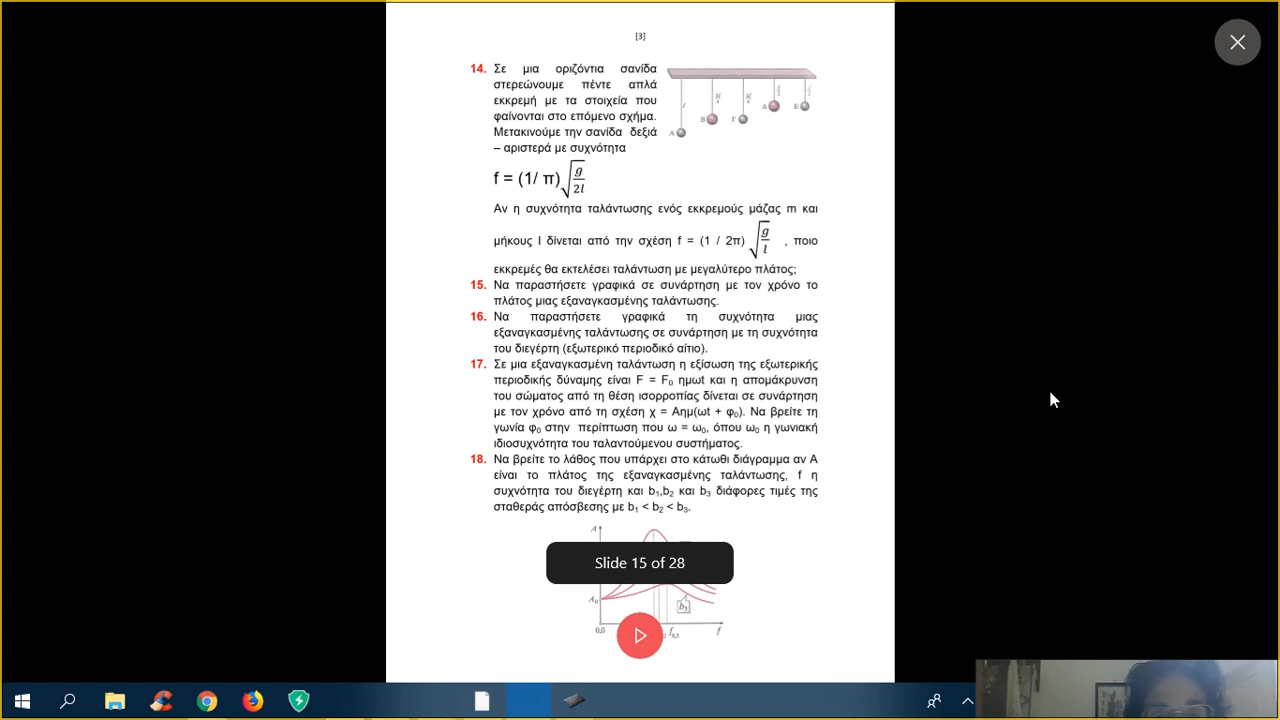 [3]
14. Σε μια οριζόντια σανίδα
στερεώνουμε πέντε απλά
εκκρεμή με τα στοιχεία που
φαίνονται στο επόμενο σχήμα.
Μετακινούμε την σανίδα δεξιά
– αριστερά με συχνότητα
f = (1/ π)√(g/2l)
Αν η συχνότητα ταλάντωσης ενός εκκρεμούς μάζας m και
μήκους l δίνεται από την σχέση f = (1 / 2π) √(g/l) , ποιο
εκκρεμές θα εκτελέσει ταλάντωση με μεγαλύτερο πλάτος;
15. Να παραστήσετε γραφικά σε συνάρτηση με τον χρόνο το
πλάτος μιας εξαναγκασμένης ταλάντωσης.
16. Να παραστήσετε γραφικά τη συχνότητα μιας
εξαναγκασμένης ταλάντωσης σε συνάρτηση με τη συχνότητα
του διεγέρτη (εξωτερικό περιοδικό αίτιο).
17. Σε μια εξαναγκασμένη ταλάντωση η εξίσωση της εξωτερικής
περιοδικής δύναμης είναι F = F₀ ημωt και η απομάκρυνση
του σώματος από τη θέση ισορροπίας δίνεται σε συνάρτηση
με τον χρόνο από τη σχέση χ = Αημ(ωt + φ₀). Να βρείτε τη
γωνία φ₀ στην περίπτωση που ω = ω₀, όπου ω₀ η γωνιακή
ιδιοσυχνότητα του ταλαντούμενου συστήματος.
18. Να βρείτε το λάθος που υπάρχει στο κάτωθι διάγραμμα αν Α
είναι το πλάτος της εξαναγκασμένης ταλάντωσης, f η
συχνότητα του διεγέρτη και b₁,b₂ και b₃ διάφορες τιμές της
σταθεράς απόσβεσης με b₁ < b₂ < b₃.
A
Slide 15 of 28
A₀
b₃
0,0
f₀,₃
f
A
B
Γ
Δ
E